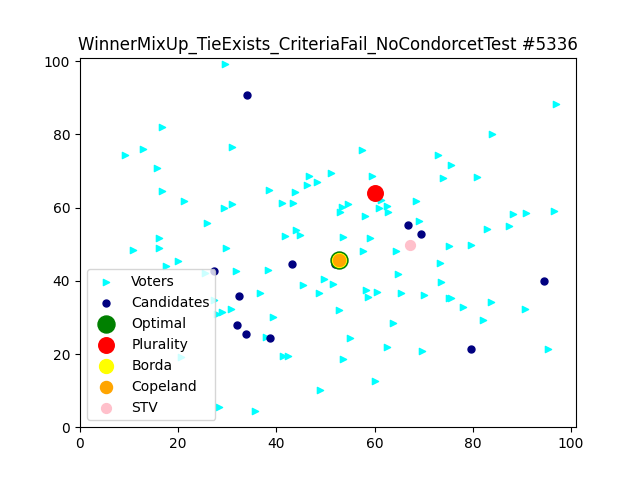 WinnerMixUp_TieExists_CriteriaFail_NoCondorcetTest #5336
100
80
60
40
20
0
0 20 40 60 80 100
Voters
Candidates
Optimal
Plurality
Borda
Copeland
STV